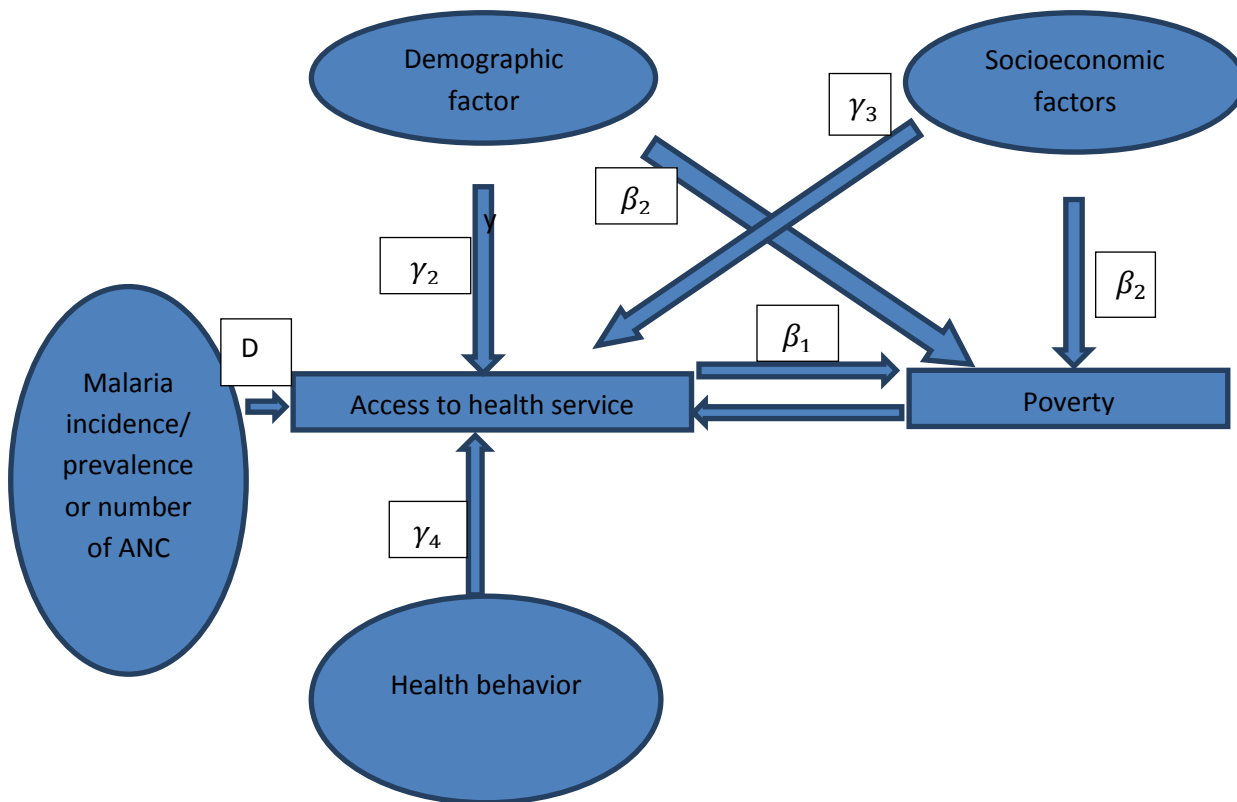 Demographic
factor
Socioeconomic
factors
γ₃
β₂
y
γ₂
β₂
D
β₁
Malaria
incidence/
prevalence
or number
of ANC
Access to health service
Poverty
γ₄
Health behavior